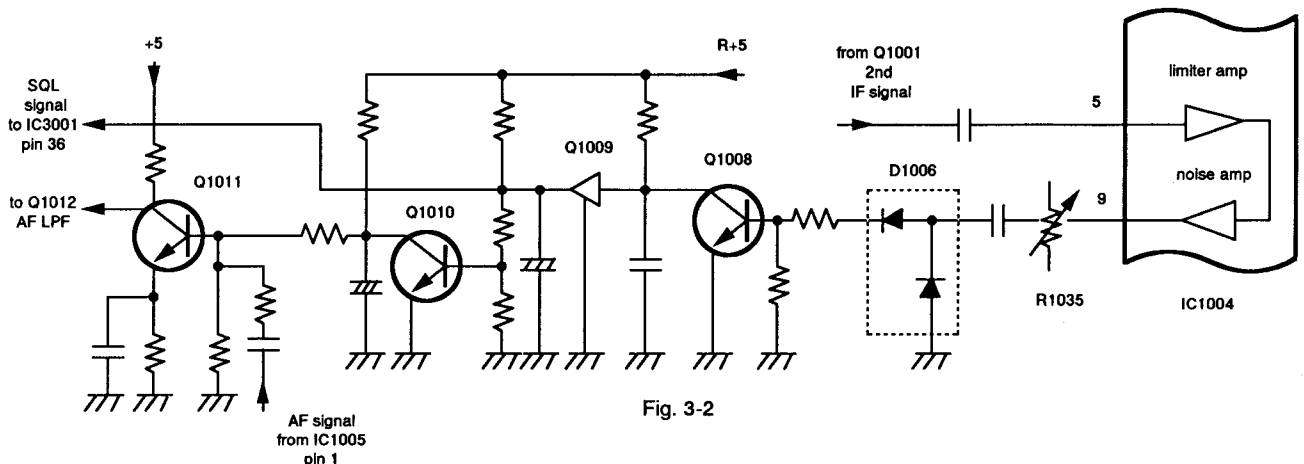 +5
R+5
from Q1001
2nd
IF signal
limiter amp
SQL
signal
to IC3001
pin 36
5
Q1009
Q1008
D1006
noise amp
Q1011
9
to Q1012
AF LPF
Q1010
R1035
IC1004
Fig. 3-2
AF signal
from IC1005
pin 1